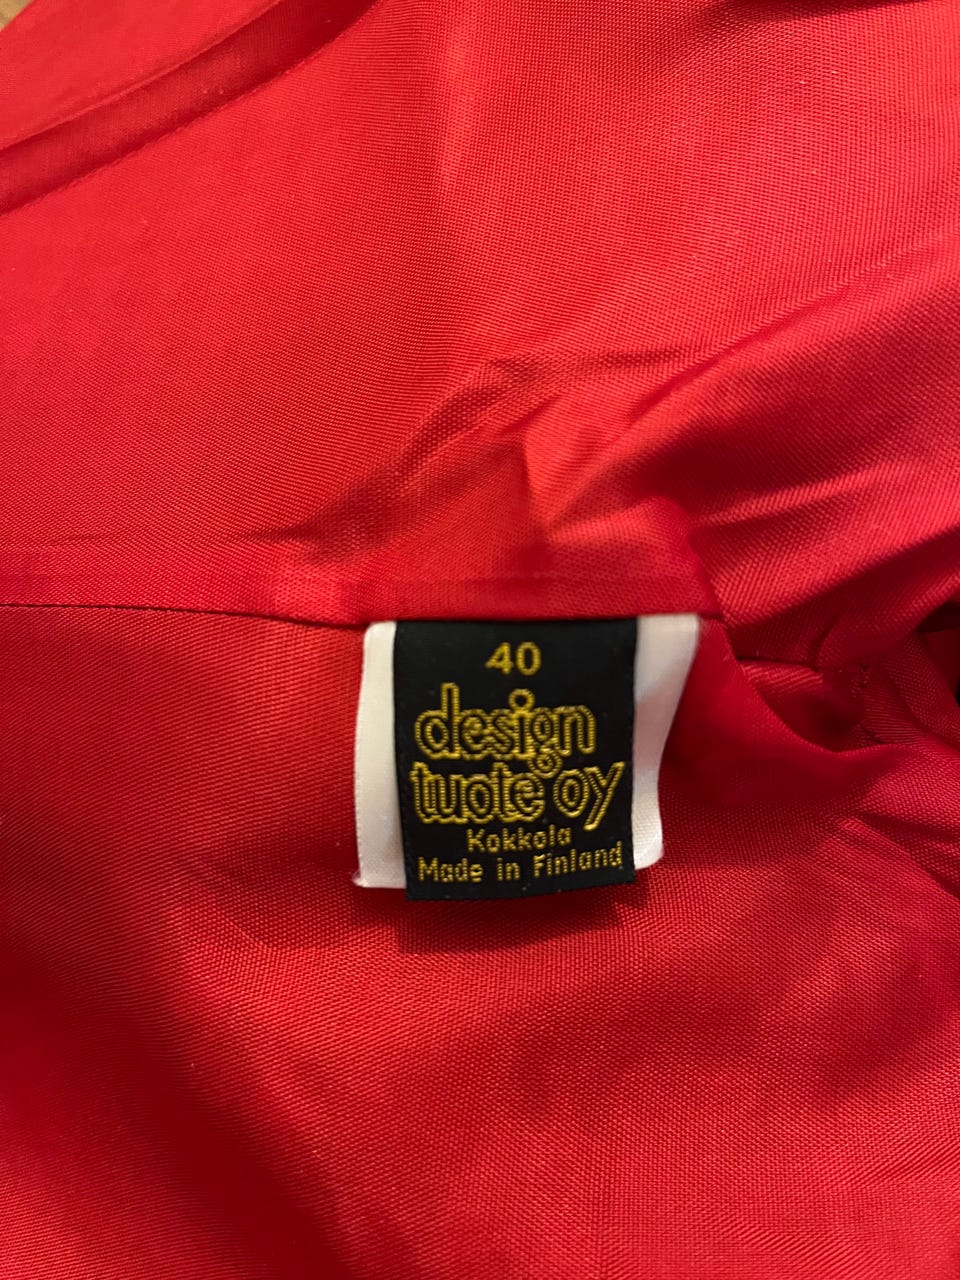 40
design
tuote® oy
Kokkola
Made in Finland